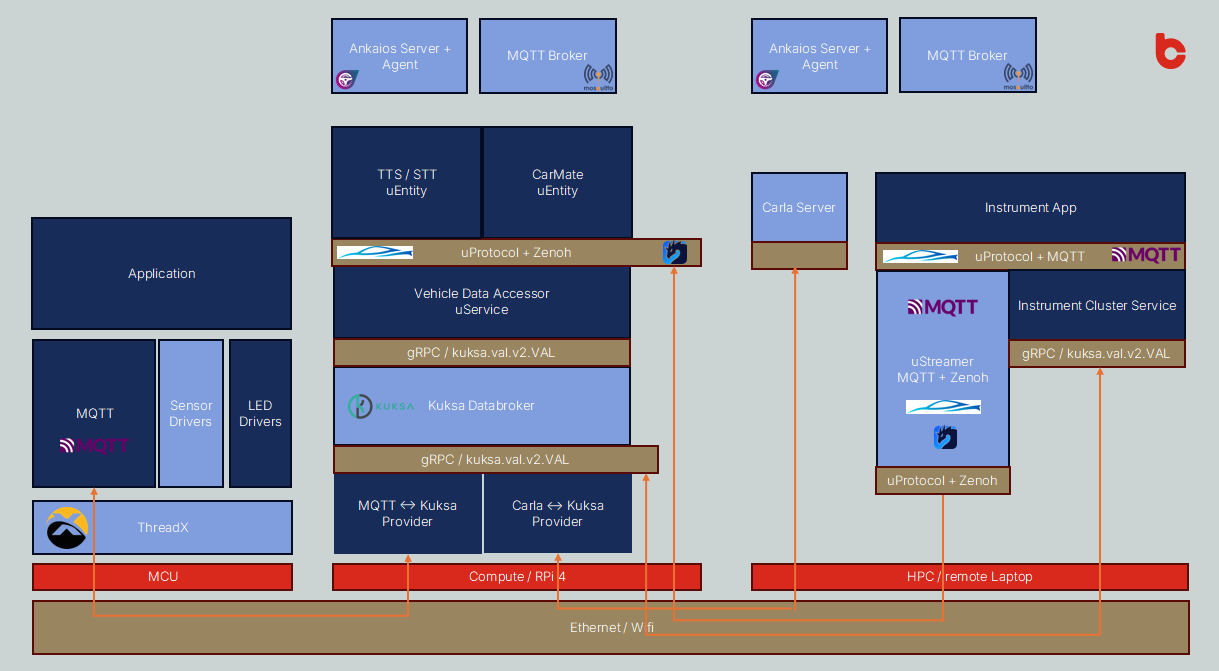 Ankaios Server +
Agent
MQTT Broker
mosquitto
Ankaios Server +
Agent
MQTT Broker
mosquitto
TTS / STT
uEntity
CarMate
uEntity
uProtocol + Zenoh
Vehicle Data Accessor
uService
gRPC / kuksa.val.v2.VAL
KUKSA
Kuksa Databroker
gRPC / kuksa.val.v2.VAL
MQTT <-> Kuksa
Provider
Carla <-> Kuksa
Provider
Compute / RPi 4
Application
MQTT
MQTT
Sensor
Drivers
LED
Drivers
ThreadX
MCU
Carla Server
Instrument App
uProtocol + MQTT
MQTT
MQTT
uStreamer
MQTT + Zenoh
Instrument Cluster Service
gRPC / kuksa.val.v2.VAL
uProtocol + Zenoh
HPC / remote Laptop
Ethernet / Wifi